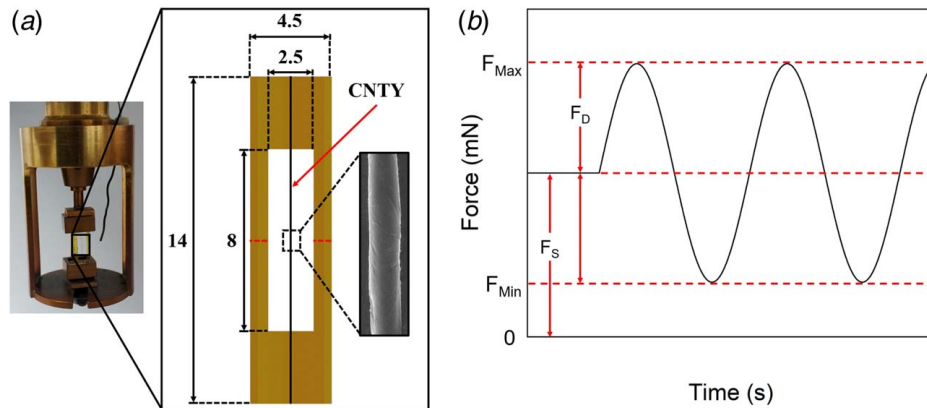 (a)
4.5
2.5
CNTY
14
8
(b)
F_Max
F_D
F_S
F_Min
0
Force (mN)
Time (s)